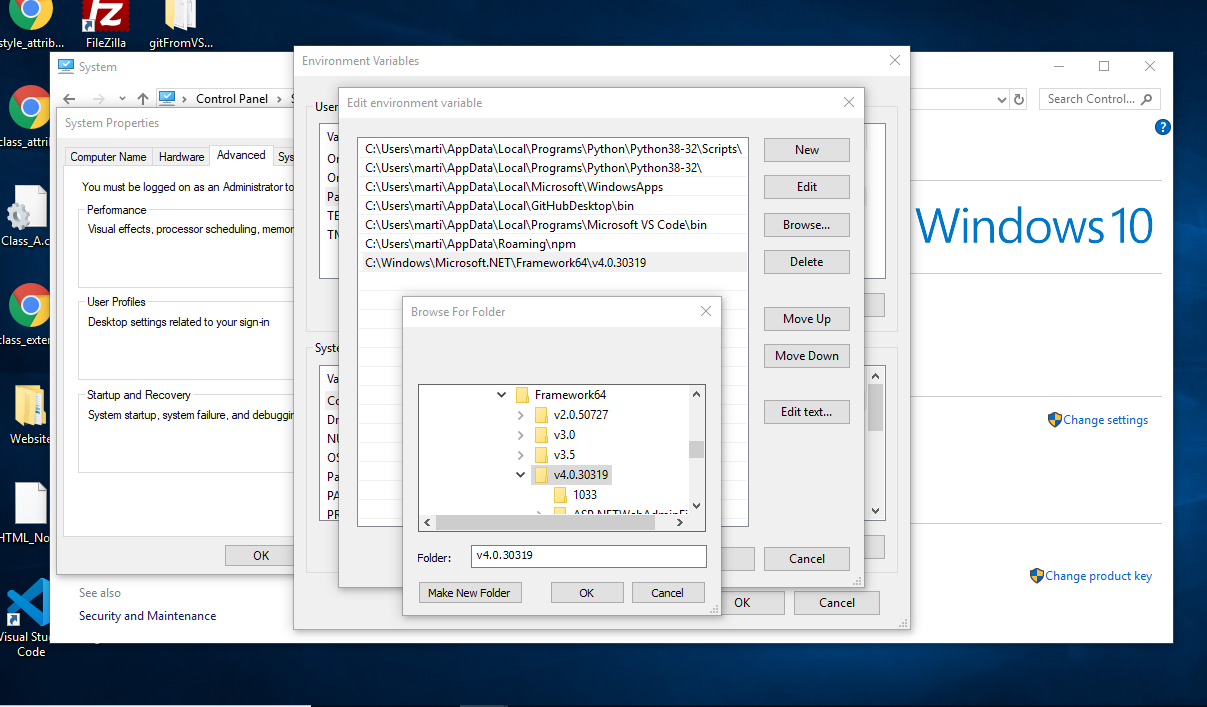 style_attrib...
FileZilla
gitFromVS...
System
Control Panel
Search Control...
System Properties
Computer Name
Hardware
Advanced
Sys
You must be logged on as an Administrator to
Performance
Visual effects, processor scheduling, memor
User Profiles
Desktop settings related to your sign-in
Startup and Recovery
System startup, system failure, and debuggin
OK
See also
Security and Maintenance
class_attri
Class_A.c
class_exter
Website
HTML_No
Visual Stu
Code
Environment Variables
User
Va
On
On
Pa
TE
TM
Syste
Va
Co
Dr
NU
OS
Pa
PA
PR
OK
Cancel
Edit environment variable
C:\Users\marti\AppData\Local\Programs\Python\Python38-32\Scripts\
C:\Users\marti\AppData\Local\Programs\Python\Python38-32\
C:\Users\marti\AppData\Local\Microsoft\WindowsApps
C:\Users\marti\AppData\Local\GitHubDesktop\bin
C:\Users\marti\AppData\Local\Programs\Microsoft VS Code\bin
C:\Users\marti\AppData\Roaming\npm
C:\Windows\Microsoft.NET\Framework64\v4.0.30319
New
Edit
Browse...
Delete
Move Up
Move Down
Edit text...
Cancel
Browse For Folder
Framework64
v2.0.50727
v3.0
v3.5
v4.0.30319
1033
ASP.NETWebAdminFi
Folder:
v4.0.30319
Make New Folder
OK
Cancel
?
Windows 10
Change settings
Change product key